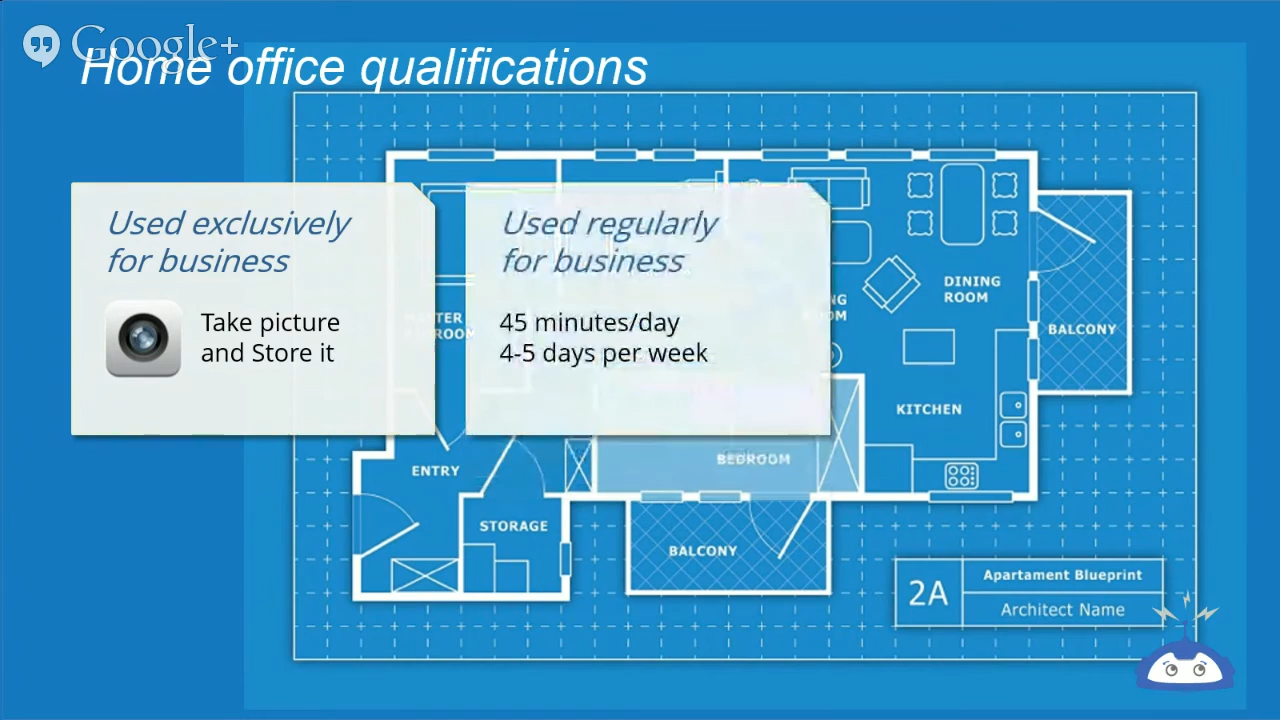 Google+
Home office qualifications
Used exclusively
for business
Take picture
and Store it
Used regularly
for business
45 minutes/day
4-5 days per week
DINING
ROOM
BALCONY
KITCHEN
BEDROOM
ENTRY
STORAGE
BALCONY
2A
Apartament Blueprint
Architect Name